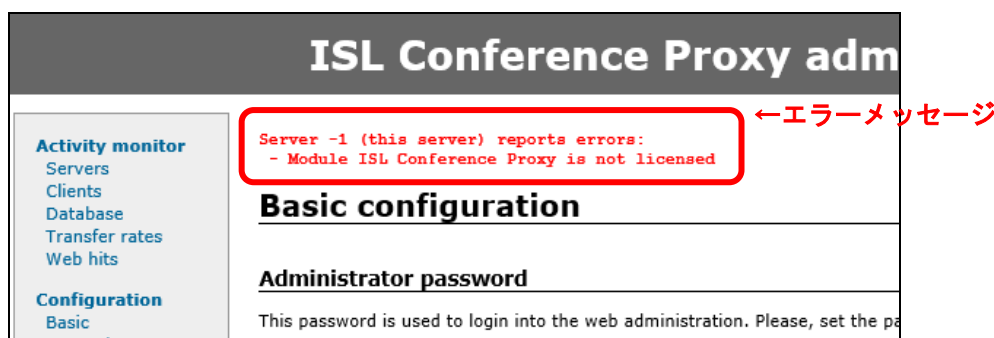 ISL Conference Proxy adm
←エラーメッセージ
Server -1 (this server) reports errors:
- Module ISL Conference Proxy is not licensed
Activity monitor
Servers
Clients
Database
Transfer rates
Web hits
Configuration
Basic
Basic configuration
Administrator password
This password is used to login into the web administration. Please, set the pa